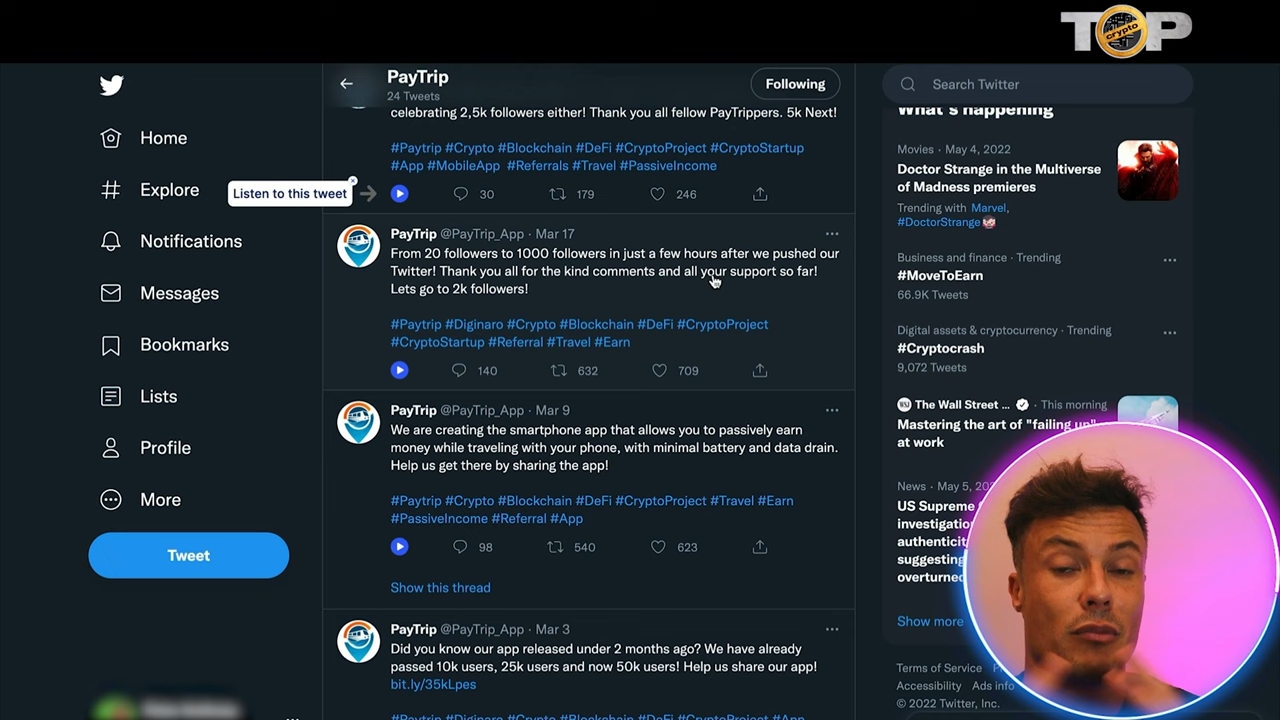 TOP
crypto
Home
Explore
Notifications
Messages
Bookmarks
Lists
Profile
More
Tweet
Listen to this tweet
PayTrip
24 Tweets
Following
celebrating 2,5k followers either! Thank you all fellow PayTrippers. 5k Next!
#Paytrip #Crypto #Blockchain #DeFi #CryptoProject #CryptoStartup
#App #MobileApp #Referrals #Travel #PassiveIncome
30 179 246
PayTrip @PayTrip_App · Mar 17
From 20 followers to 1000 followers in just a few hours after we pushed our
Twitter! Thank you all for the kind comments and all your support so far!
Lets go to 2k followers!
#Paytrip #Diginaro #Crypto #Blockchain #DeFi #CryptoProject
#CryptoStartup #Referral #Travel #Earn
140 632 709
PayTrip @PayTrip_App · Mar 9
We are creating the smartphone app that allows you to passively earn
money while traveling with your phone, with minimal battery and data drain.
Help us get there by sharing the app!
#Paytrip #Crypto #Blockchain #DeFi #CryptoProject #Travel #Earn
#PassiveIncome #Referral #App
98 540 623
Show this thread
PayTrip @PayTrip_App · Mar 3
Did you know our app released under 2 months ago? We have already
passed 10k users, 25k users and now 50k users! Help us share our app!
bit.ly/35kLpes
#Paytrip #Diginaro #Crypto #Blockchain #DeFi #CryptoProject #App
Search Twitter
What's happening
Movies · May 4, 2022
Doctor Strange in the Multiverse
of Madness premieres
Trending with Marvel,
#DoctorStrange
Business and finance · Trending
#MoveToEarn
66.9K Tweets
Digital assets & cryptocurrency · Trending
#Cryptocrash
9,072 Tweets
WSJ The Wall Street ... · This morning
Mastering the art of "failing up"
at work
News · May 5,
US Supreme
investigation
authenticity
suggesting
overturned
Show more
Terms of Service
Accessibility Ads info
© 2022 Twitter, Inc.